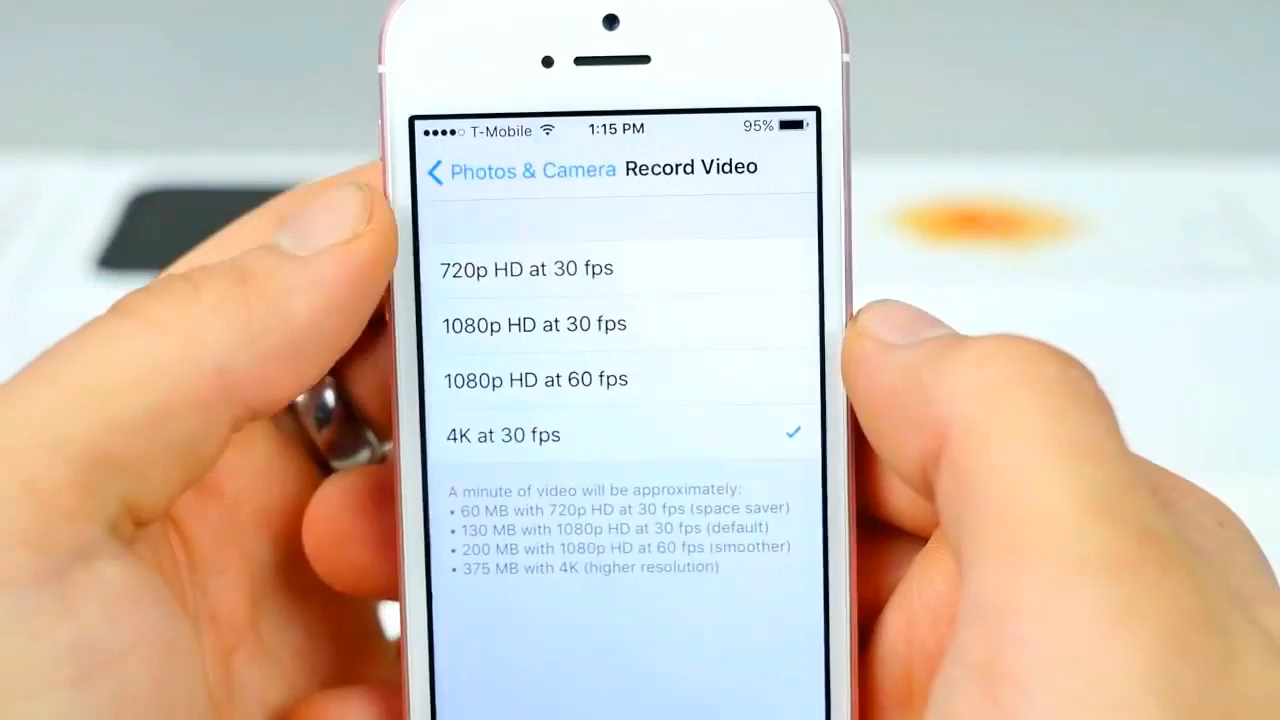 T-Mobile 1:15 PM 95%
Photos & Camera Record Video
720p HD at 30 fps
1080p HD at 30 fps
1080p HD at 60 fps
4K at 30 fps
A minute of video will be approximately:
• 60 MB with 720p HD at 30 fps (space saver)
• 130 MB with 1080p HD at 30 fps (default)
• 200 MB with 1080p HD at 60 fps (smoother)
• 375 MB with 4K (higher resolution)